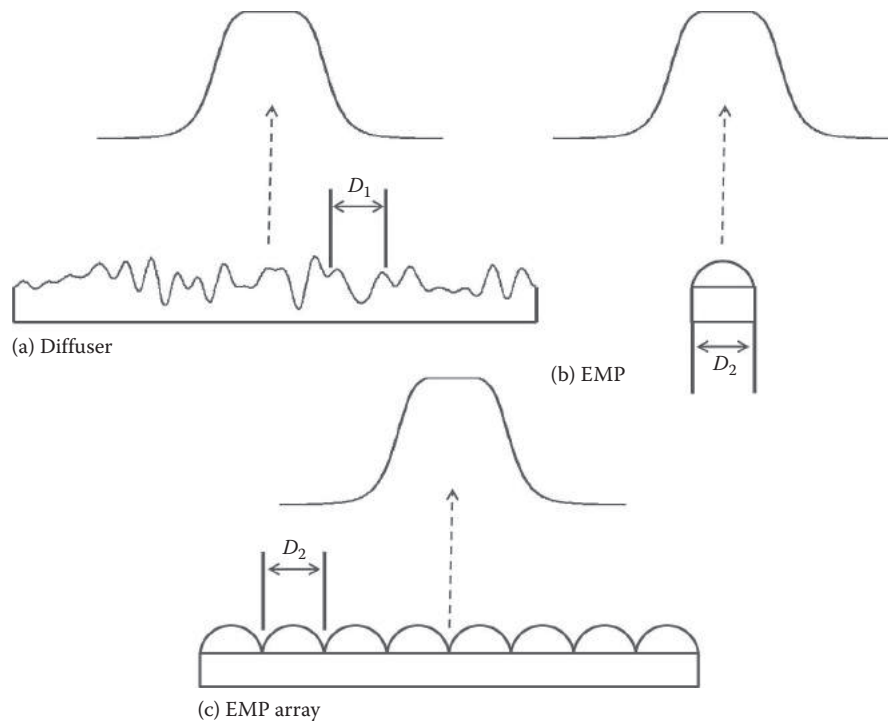 D₁
(a) Diffuser
(b) EMP
D₂
D₂
(c) EMP array